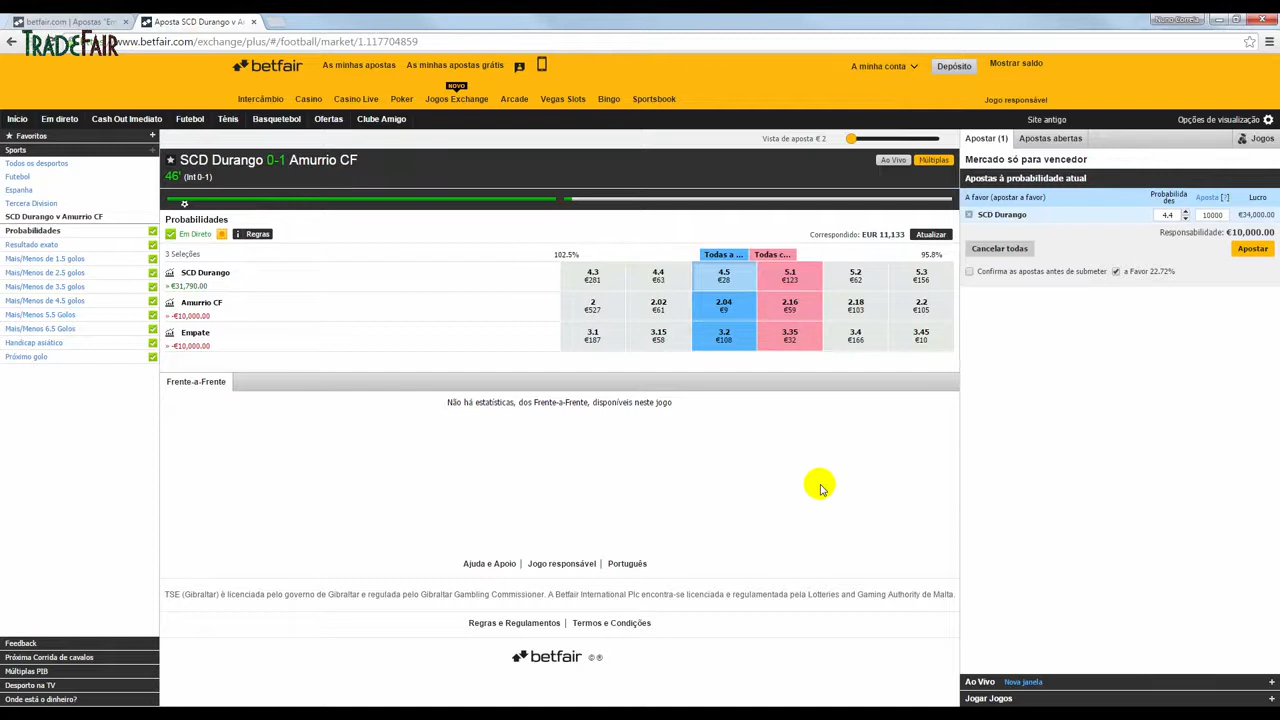 betfair.com | Apostas "Em
Aposta SCD Durango v A
Nuno Correia
TRADEFAIR
www.betfair.com/exchange/plus/#/football/market/1.117704859
betfair
As minhas apostas
As minhas apostas grátis
A minha conta
Depósito
Mostrar saldo
NOVO
Intercâmbio
Casino
Casino Live
Poker
Jogos Exchange
Arcade
Vegas Slots
Bingo
Sportsbook
Jogo responsável
Início
Em direto
Cash Out Imediato
Futebol
Ténis
Basquetebol
Ofertas
Clube Amigo
Site antigo
Opções de visualização
Favoritos
Sports
Todos os desportos
Futebol
Espanha
Tercera Division
SCD Durango v Amurrio CF
Probabilidades
Resultado exato
Mais/Menos de 1.5 golos
Mais/Menos de 2.5 golos
Mais/Menos de 3.5 golos
Mais/Menos de 4.5 golos
Mais/Menos 5.5 Golos
Mais/Menos 6.5 Golos
Handicap asiático
Próximo golo
Feedback
Próxima Corrida de cavalos
Múltiplas PIB
Desporto na TV
Onde está o dinheiro?
Vista de aposta € 2
SCD Durango 0-1 Amurrio CF
46' (Int 0-1)
Ao Vivo
Múltiplas
Probabilidades
Em Direto
Regras
Correspondido: EUR 11,133
Atualizar
3 Seleções
102.5%
Todas a ...
Todas c...
95.8%
SCD Durango
» €31,790.00
4.3 4.4 4.5 5.1 5.2 5.3
€281 €63 €28 €123 €62 €156
Amurrio CF
» -€10,000.00
2 2.02 2.04 2.16 2.18 2.2
€527 €61 €9 €59 €103 €105
Empate
» -€10,000.00
3.1 3.15 3.2 3.35 3.4 3.45
€187 €58 €108 €32 €166 €10
Frente-a-Frente
Não há estatísticas, dos Frente-a-Frente, disponíveis neste jogo
Ajuda e Apoio | Jogo responsável | Português
TSE (Gibraltar) é licenciada pelo governo de Gibraltar e regulada pelo Gibraltar Gambling Commissioner. A Betfair International Plc encontra-se licenciada e regulamentada pela Lotteries and Gaming Authority de Malta.
Regras e Regulamentos | Termos e Condições
betfair © ®
Apostar (1)
Apostas abertas
Jogos
Mercado só para vencedor
Apostas à probabilidade atual
A favor (apostar a favor)
Probabilida
des
Aposta [?]
Lucro
SCD Durango
4.4
10000
€34,000.00
Responsabilidade: €10,000.00
Cancelar todas
Apostar
Confirma as apostas antes de submeter
a Favor 22.72%
Ao Vivo
Nova janela
+
Jogar Jogos
+